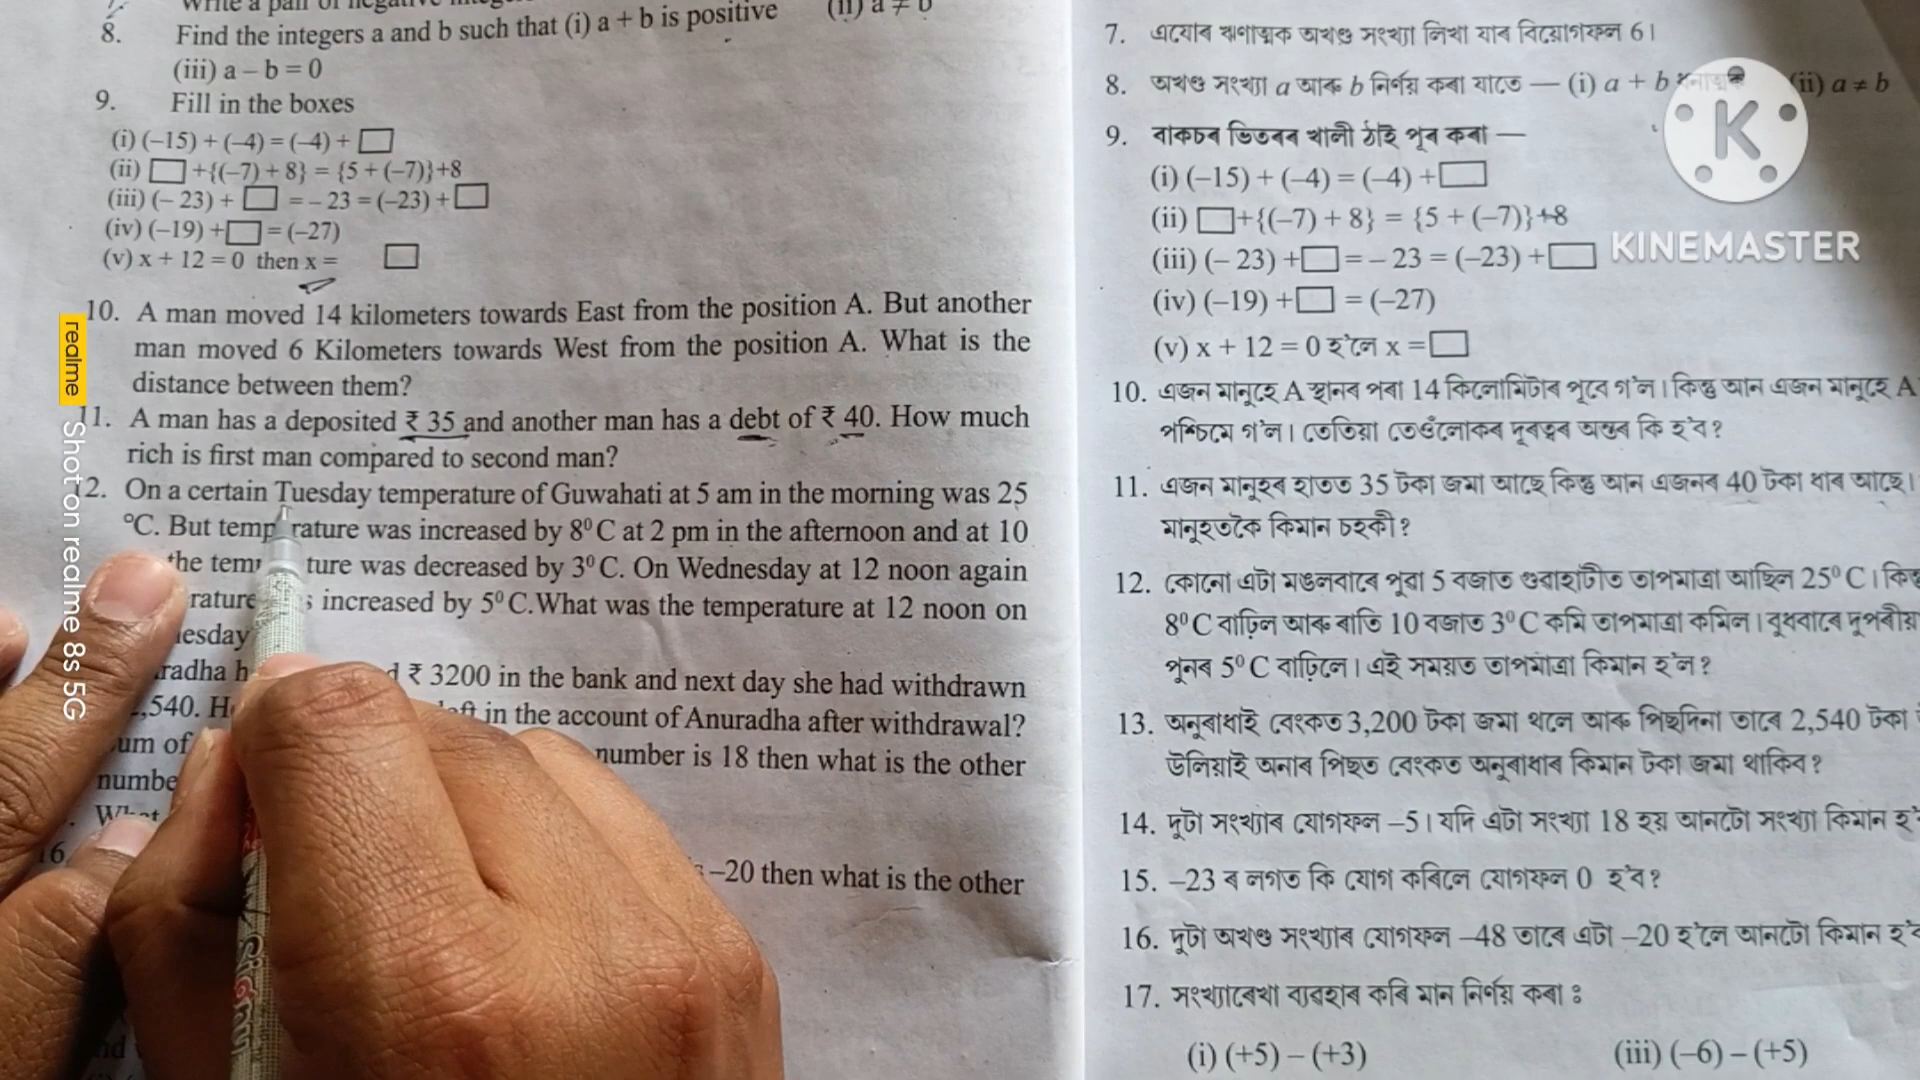 8. Find the integers a and b such that (i) a + b is positive (ii) a ≠ b
(iii) a – b = 0
9. Fill in the boxes
(i) (–15) + (–4) = (–4) + □
(ii) □ +{(–7) + 8} = {5 + (–7)}+8
(iii) (– 23) + □ = – 23 = (–23) + □
(iv) (–19) + □ = (–27)
(v) x + 12 = 0 then x = □
10. A man moved 14 kilometers towards East from the position A. But another
man moved 6 Kilometers towards West from the position A. What is the
distance between them?
11. A man has a deposited ₹ 35 and another man has a debt of ₹ 40. How much
rich is first man compared to second man?
12. On a certain Tuesday temperature of Guwahati at 5 am in the morning was 25
°C. But temp rature was increased by 8⁰C at 2 pm in the afternoon and at 10
the ture was decreased by 3⁰C. On Wednesday at 12 noon again
increased by 5⁰C.What was the temperature at 12 noon on
₹ 3200 in the bank and next day she had withdrawn
,540. in the account of Anuradha after withdrawal?
um of number is 18 then what is the other
numbe
16 –20 then what is the other
7. এযোৰ ঋণাত্মক অখণ্ড সংখ্যা লিখা যাৰ বিয়োগফল 6।
8. অখণ্ড সংখ্যা a আৰু b নিৰ্ণয় কৰা যাতে — (i) a + b (ii) a ≠ b
9. বাকচৰ ভিতৰৰ খালী ঠাই পূৰ কৰা —
(i) (–15) + (–4) = (–4) + □
(ii) □+{(–7) + 8} = {5 + (–7)}+8
(iii) (– 23) + □ = – 23 = (–23) + □
(iv) (–19) + □ = (–27)
(v) x + 12 = 0 হ'লে x = □
10. এজন মানুহে A স্থানৰ পৰা 14 কিলোমিটাৰ পূবে গ'ল। কিন্তু আন এজন মানুহে A
পশ্চিমে গ'ল। তেতিয়া তেওঁলোকৰ দূৰত্বৰ অন্তৰ কি হ'ব?
11. এজন মানুহৰ হাতত 35 টকা জমা আছে কিন্তু আন এজনৰ 40 টকা ধাৰ আছে।
মানুহতকৈ কিমান চহকী?
12. কোনো এটা মঙলবাৰে পুৱা 5 বজাত গুৱাহাটীত তাপমাত্ৰা আছিল 25⁰ C।
8⁰ C বাঢ়িল আৰু ৰাতি 10 বজাত 3⁰ C কমি তাপমাত্ৰা কমিল। বুধবাৰে দুপৰীয়া
পুনৰ 5⁰ C বাঢ়িলে। এই সময়ত তাপমাত্ৰা কিমান হ'ল?
13. অনুৰাধাই বেংকত 3,200 টকা জমা থলে আৰু পিছদিনা তাৰে 2,540 টকা
উলিয়াই অনাৰ পিছত বেংকত অনুৰাধাৰ কিমান টকা জমা থাকিব?
14. দুটা সংখ্যাৰ যোগফল –5। যদি এটা সংখ্যা 18 হয় আনটো সংখ্যা কিমান
15. –23 ৰ লগত কি যোগ কৰিলে যোগফল 0 হ'ব?
16. দুটা অখণ্ড সংখ্যাৰ যোগফল –48 তাৰে এটা –20 হ'লে আনটো কিমান
17. সংখ্যাৰেখা ব্যৱহাৰ কৰি মান নিৰ্ণয় কৰা :
(i) (+5) – (+3) (iii) (–6) – (+5)
K
KINEMASTER
realme Shot on realme 8s 5G